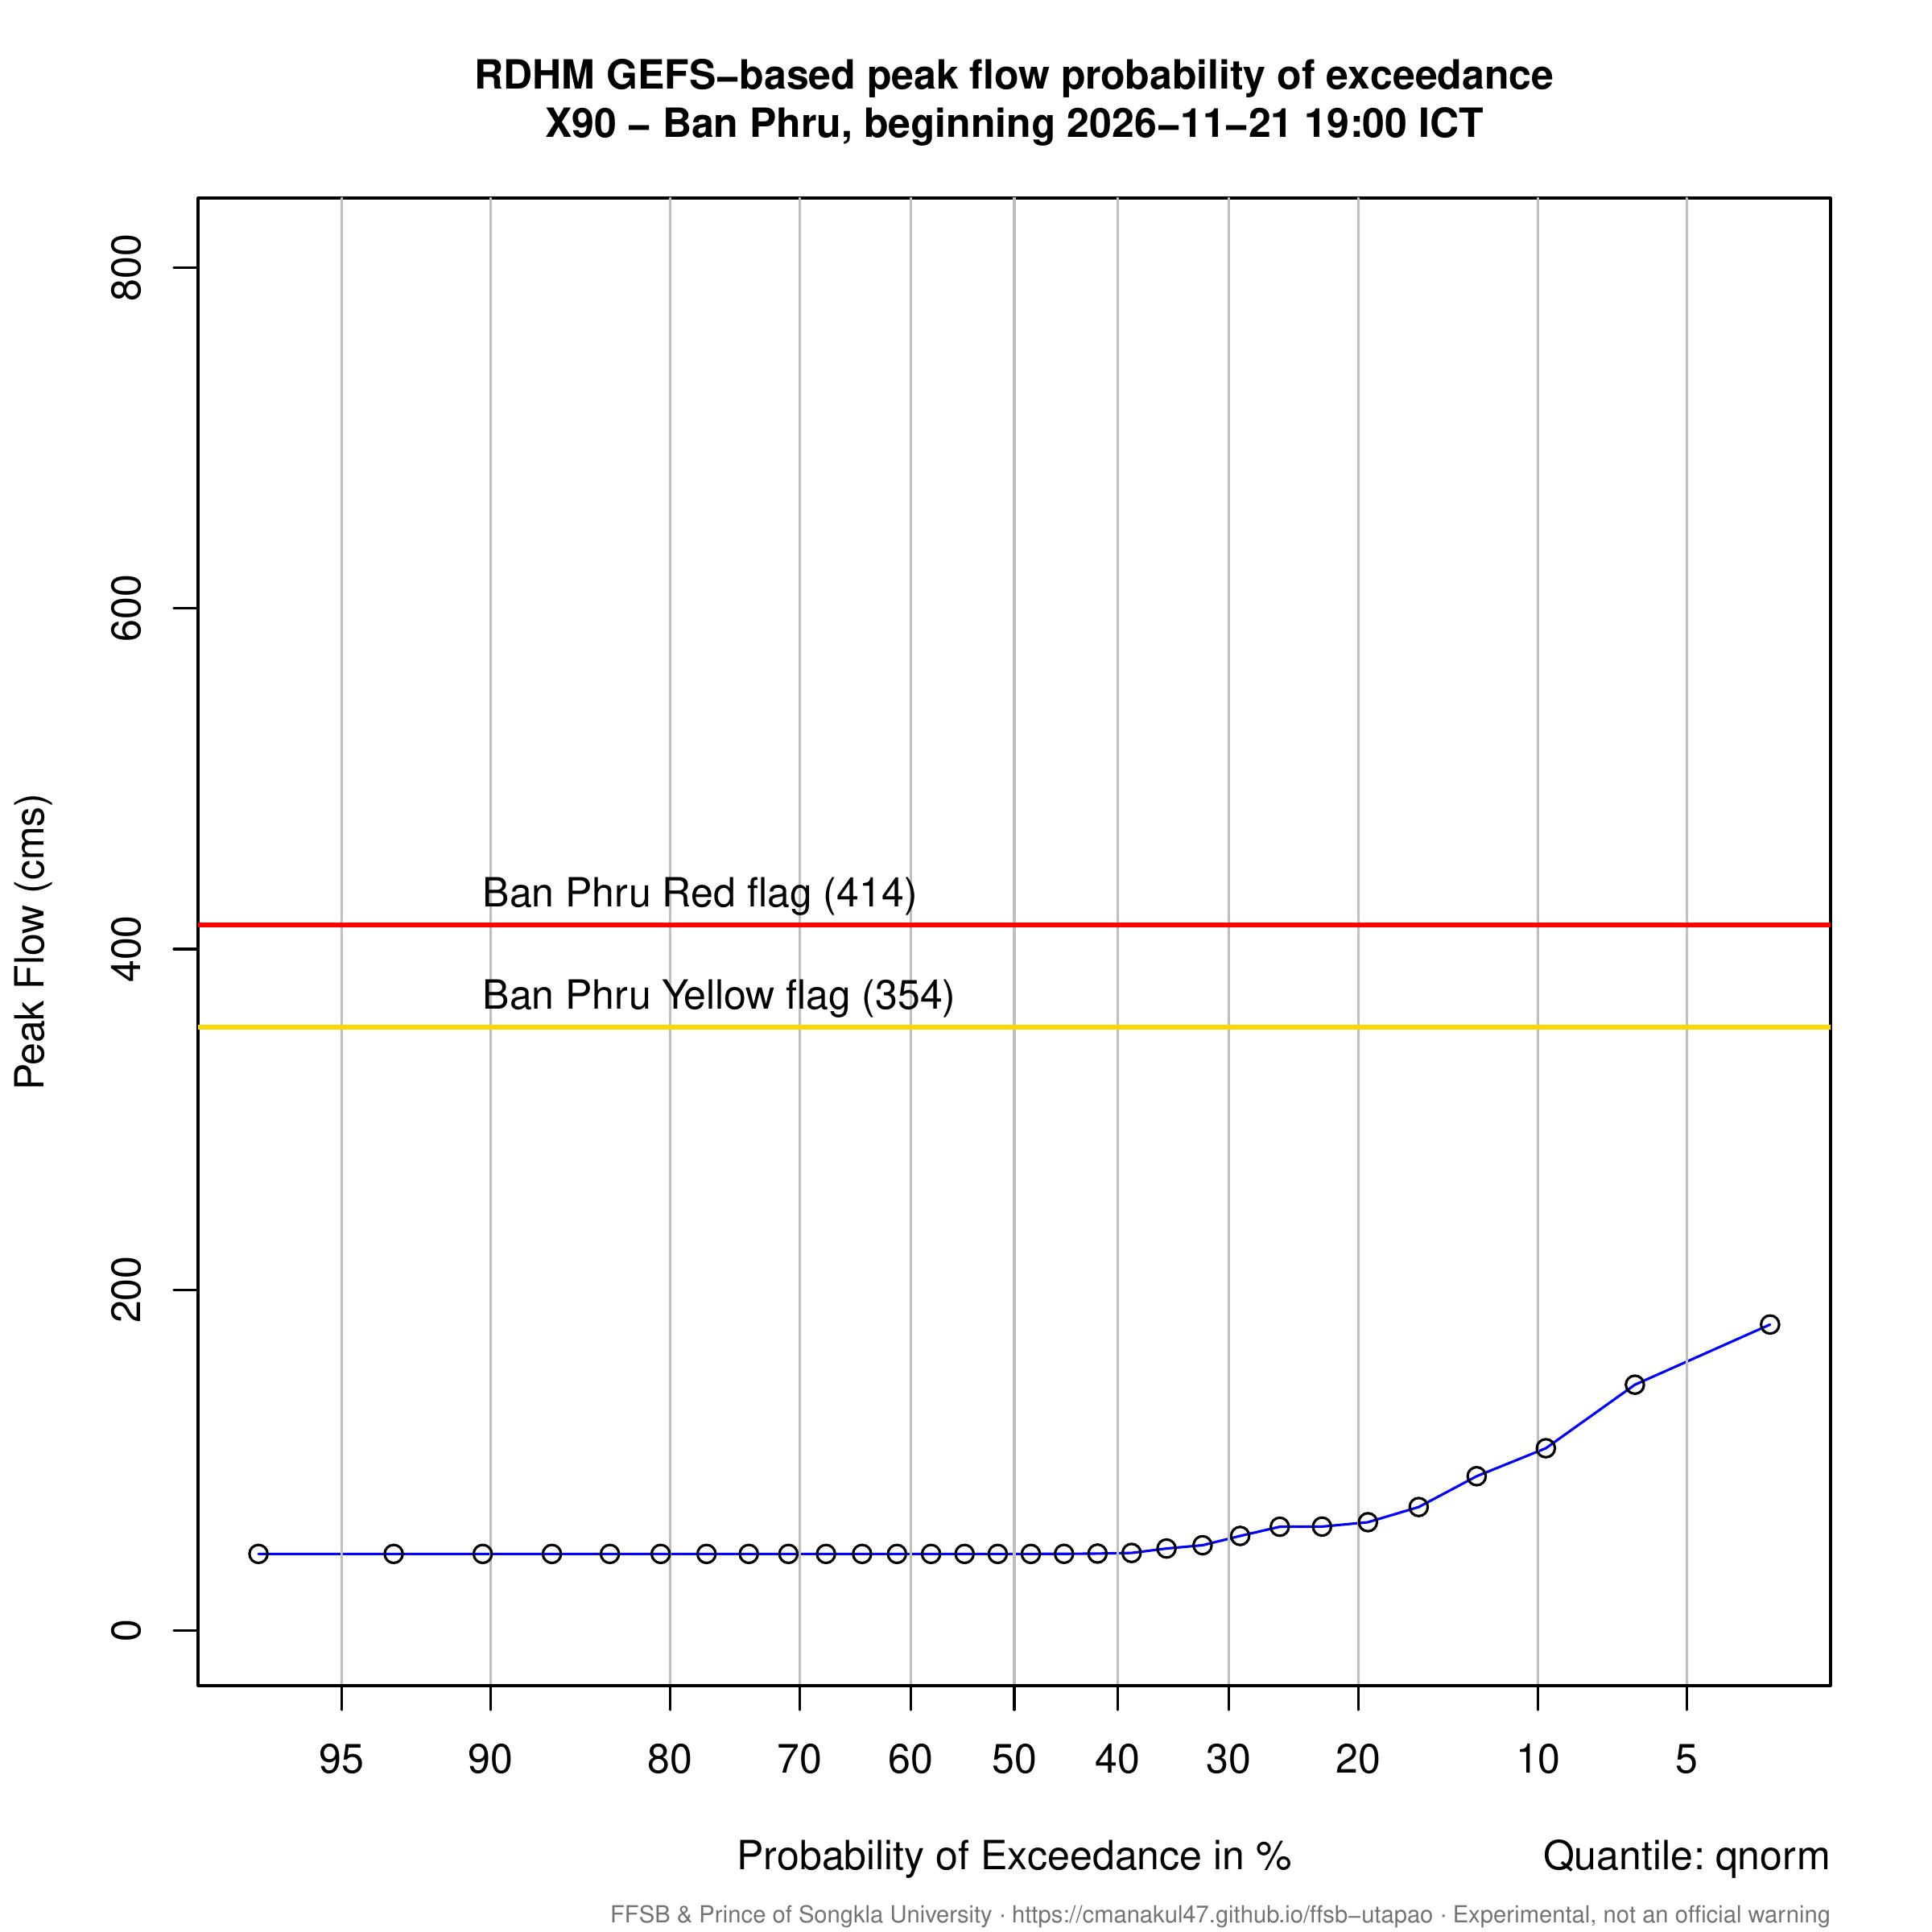 RDHM GEFS−based peak flow probability of exceedance
X90 − Ban Phru, beginning 2026−11−21 19:00 ICT
Peak Flow (cms)
800
600
400
200
0
Ban Phru Red flag (414)
Ban Phru Yellow flag (354)
95 90 80 70 60 50 40 30 20 10 5
Probability of Exceedance in % Quantile: qnorm
FFSB & Prince of Songkla University · https://cmanakul47.github.io/ffsb−utapao · Experimental, not an official warning